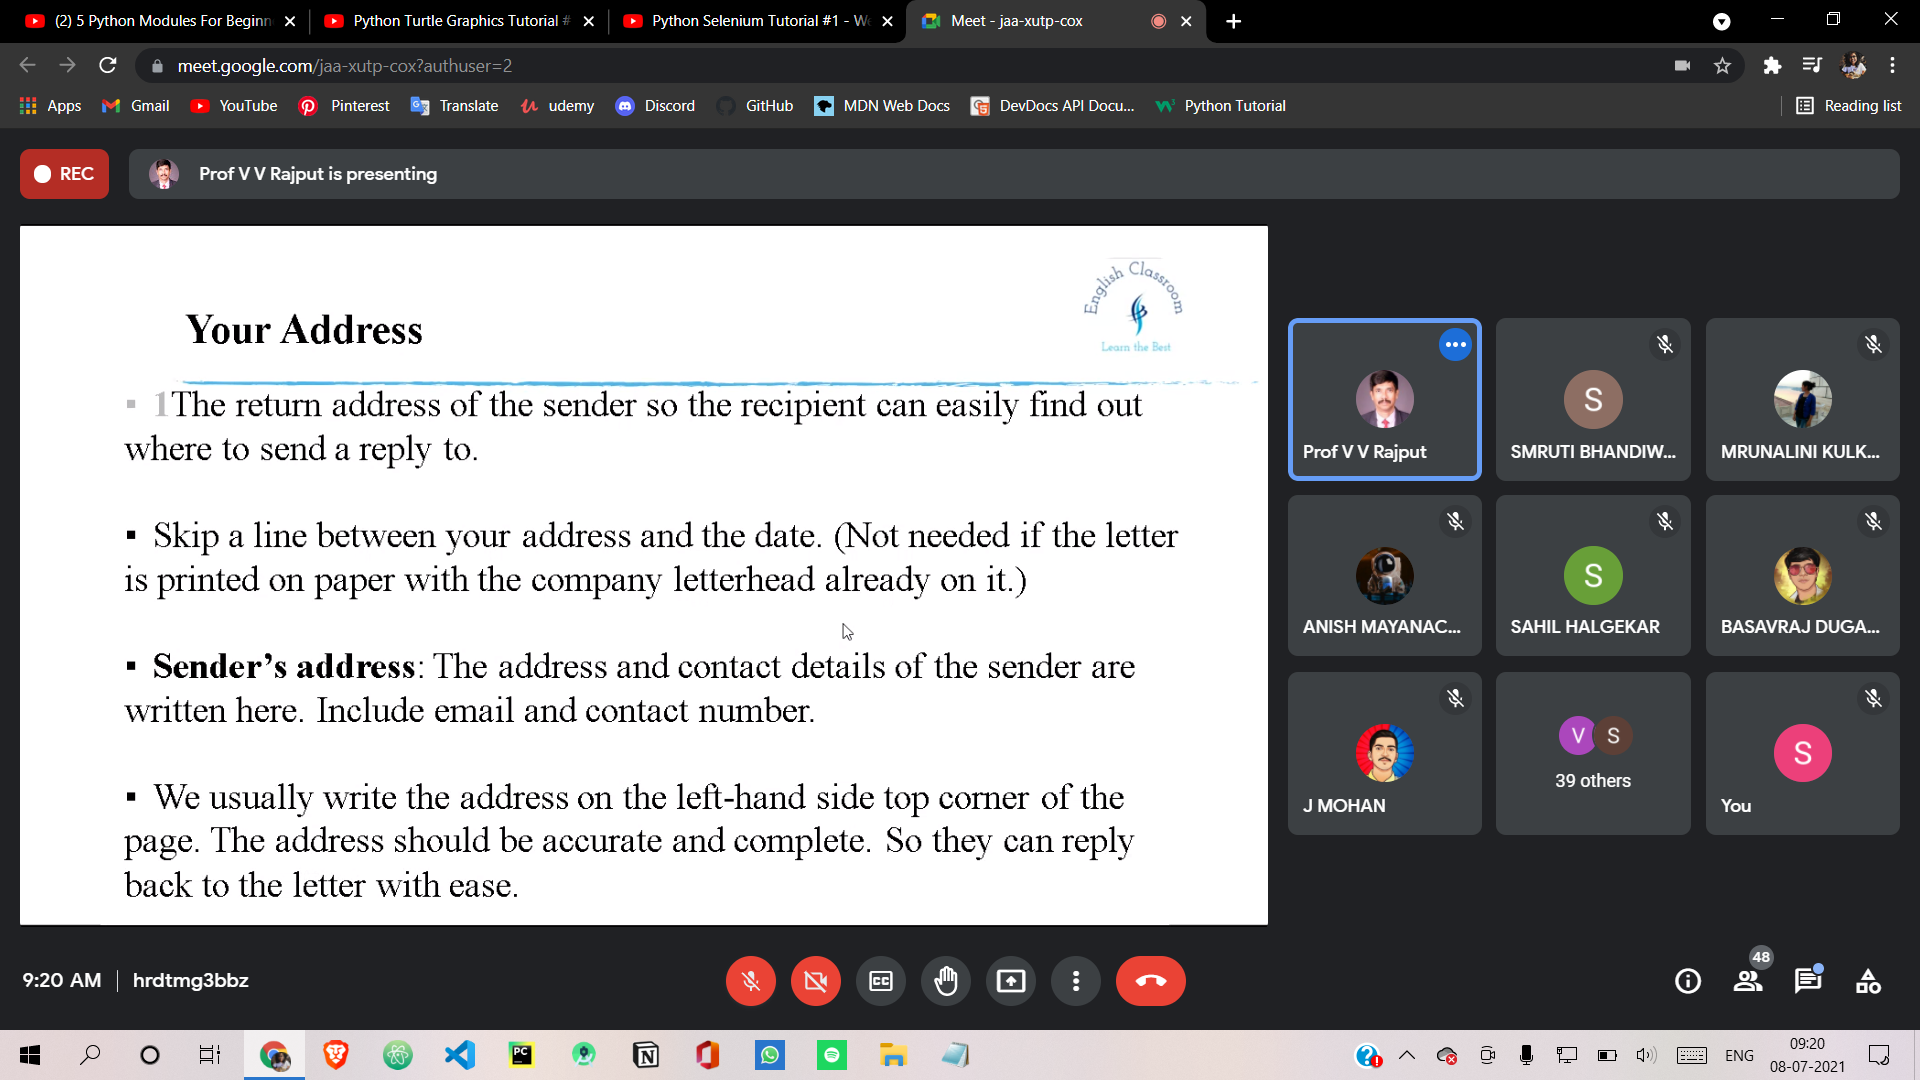 (2) 5 Python Modules For Beginn
Python Turtle Graphics Tutorial #
Python Selenium Tutorial #1 - We
Meet - jaa-xutp-cox
meet.google.com/jaa-xutp-cox?authuser=2
Apps
Gmail
YouTube
Pinterest
Translate
udemy
Discord
GitHub
MDN Web Docs
DevDocs API Docu...
Python Tutorial
Reading list
REC
Prof V V Rajput is presenting
English Classroom
Learn the Best
Your Address
▪ 1The return address of the sender so the recipient can easily find out
where to send a reply to.
▪ Skip a line between your address and the date. (Not needed if the letter
is printed on paper with the company letterhead already on it.)
▪ Sender’s address: The address and contact details of the sender are
written here. Include email and contact number.
▪ We usually write the address on the left-hand side top corner of the
page. The address should be accurate and complete. So they can reply
back to the letter with ease.
Prof V V Rajput
S
SMRUTI BHANDIW...
MRUNALINI KULK...
ANISH MAYANAC...
S
SAHIL HALGEKAR
BASAVRAJ DUGA...
J MOHAN
V S
39 others
S
You
9:20 AM | hrdtmg3bbz
CC
48
PC
ENG
09:20
08-07-2021